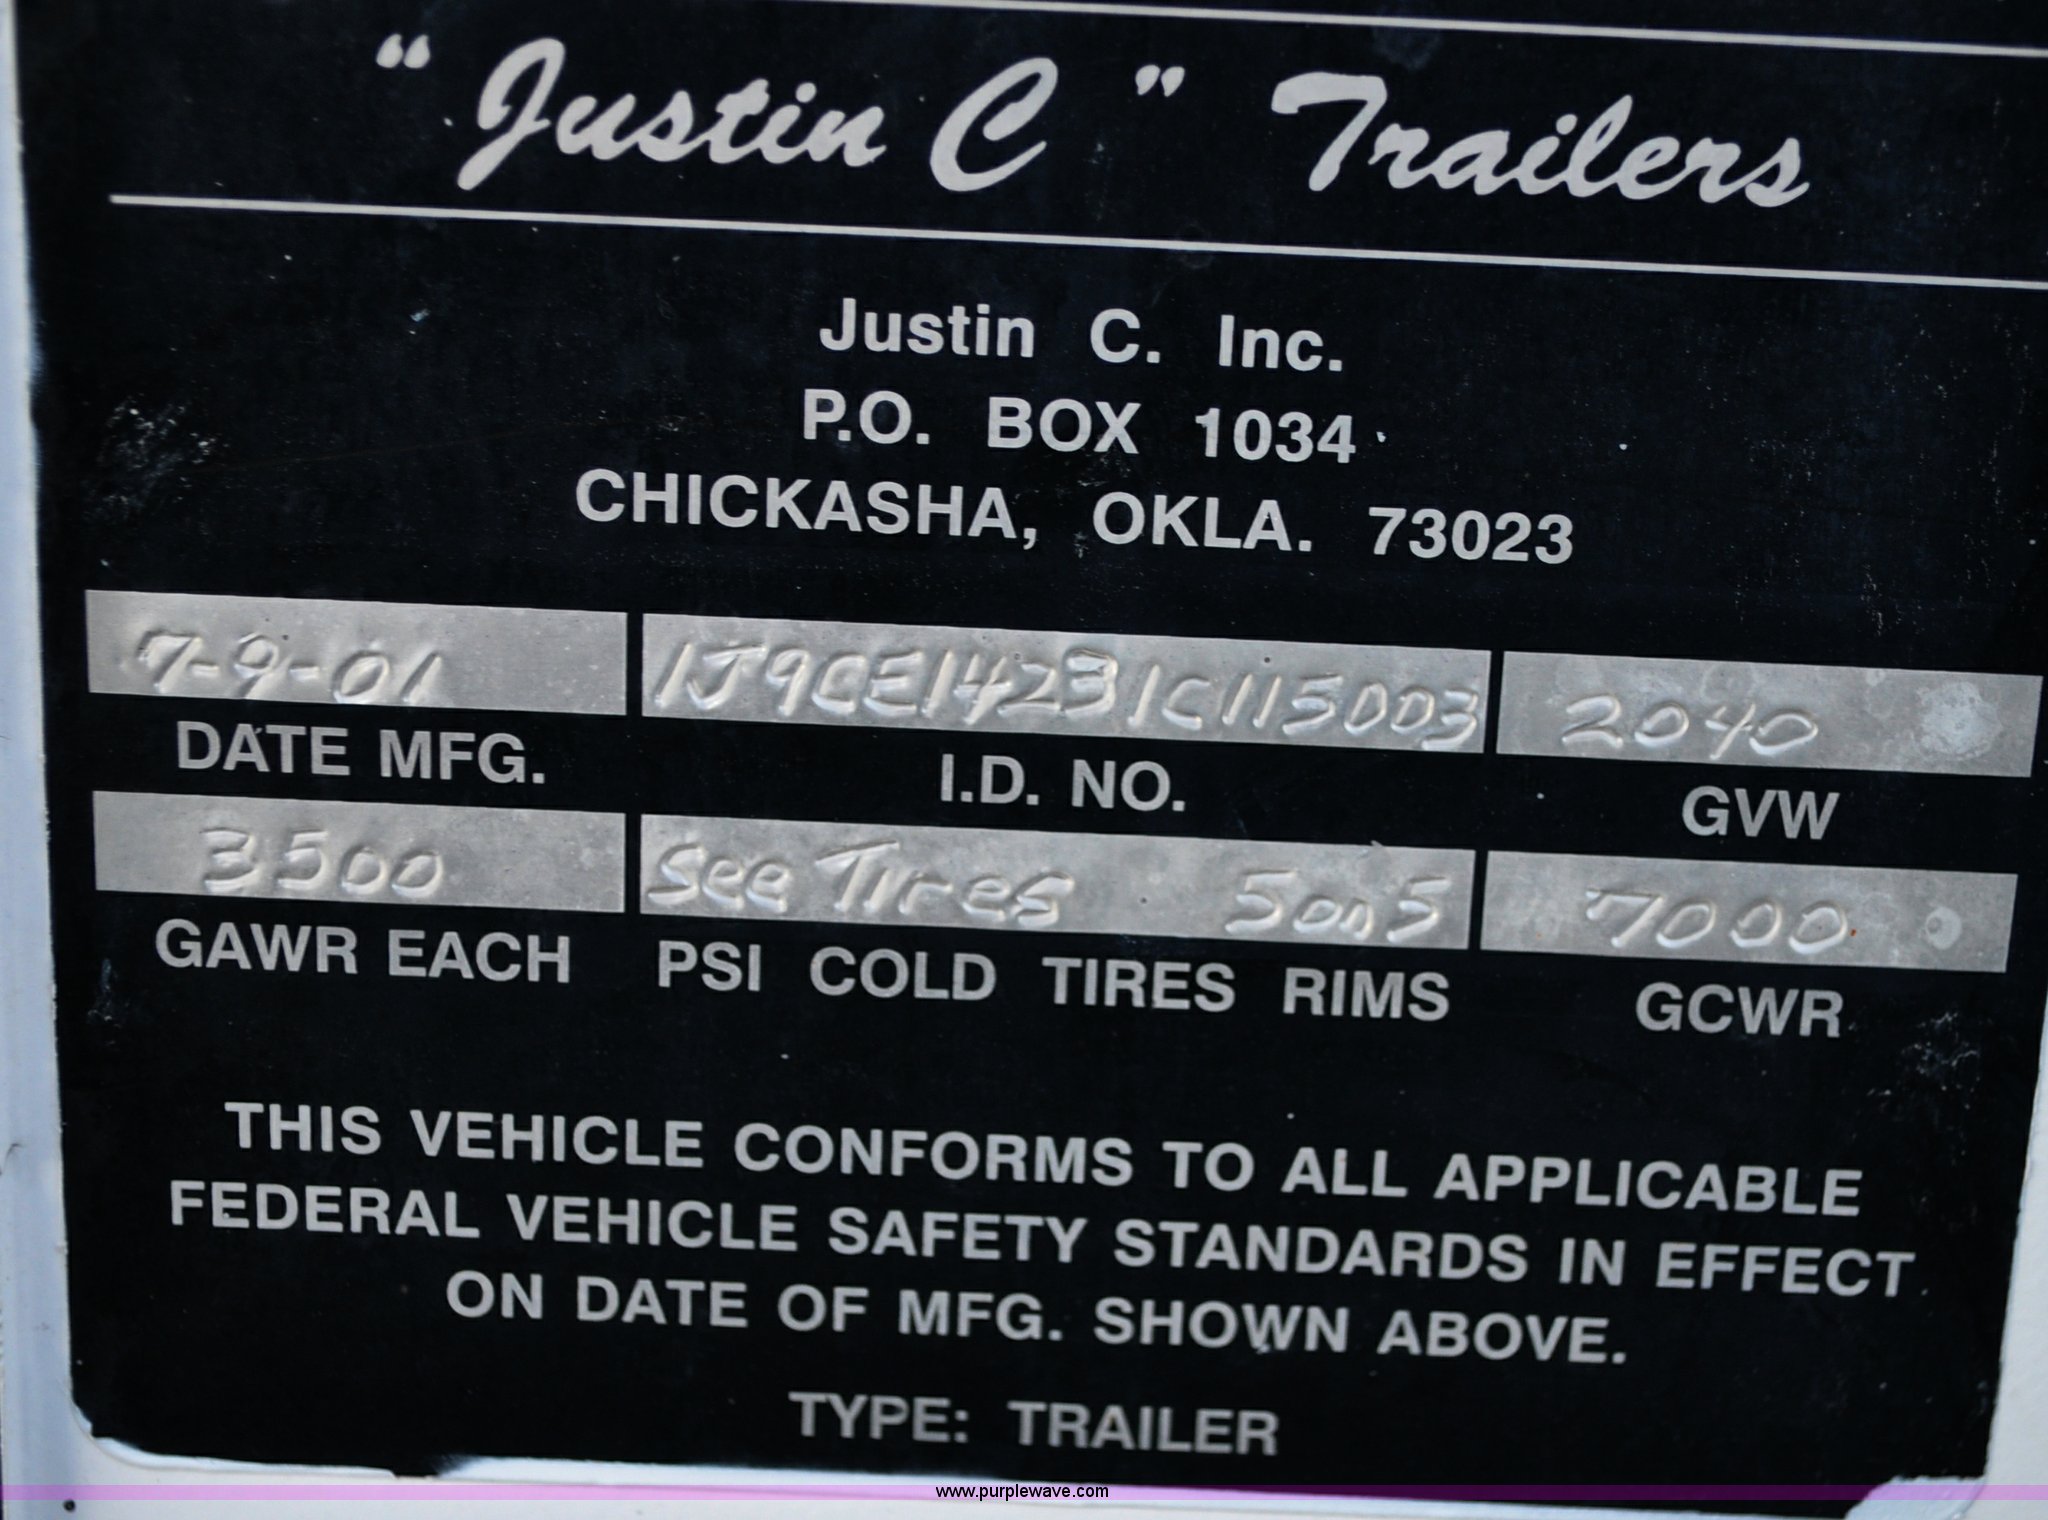 "Justin C" Trailers
Justin C. Inc.
P.O. BOX 1034
CHICKASHA, OKLA. 73023
7-9-01 1J9CE14231C115003 2040
DATE MFG. I.D. NO. GVW
3500 See Tires 5005 7000
GAWR EACH PSI COLD TIRES RIMS GCWR
THIS VEHICLE CONFORMS TO ALL APPLICABLE
FEDERAL VEHICLE SAFETY STANDARDS IN EFFECT
ON DATE OF MFG. SHOWN ABOVE.
TYPE: TRAILER
www.purplewave.com